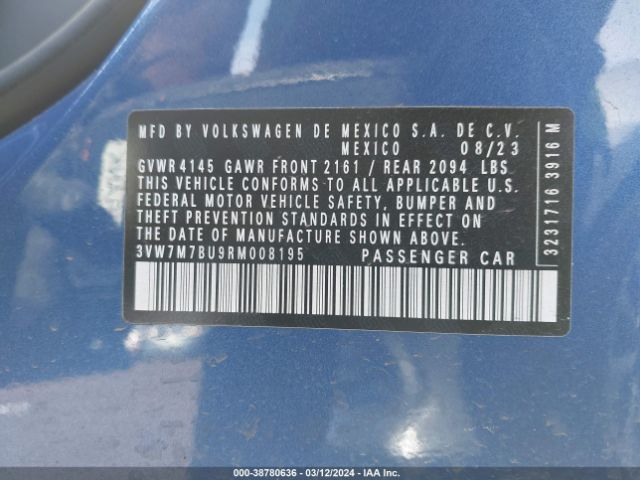 MFD BY VOLKSWAGEN DE MEXICO S.A. DE C.V.
MEXICO 08/23
GVWR 4145 GAWR FRONT 2161 / REAR 2094 LBS
THIS VEHICLE CONFORMS TO ALL APPLICABLE U.S.
FEDERAL MOTOR VEHICLE SAFETY, BUMPER AND
THEFT PREVENTION STANDARDS IN EFFECT ON
THE DATE OF MANUFACTURE SHOWN ABOVE.
3VW7M7BU9RM008195 PASSENGER CAR
3231716 3916 M
000-38780636 - 03/12/2024 - IAA Inc.